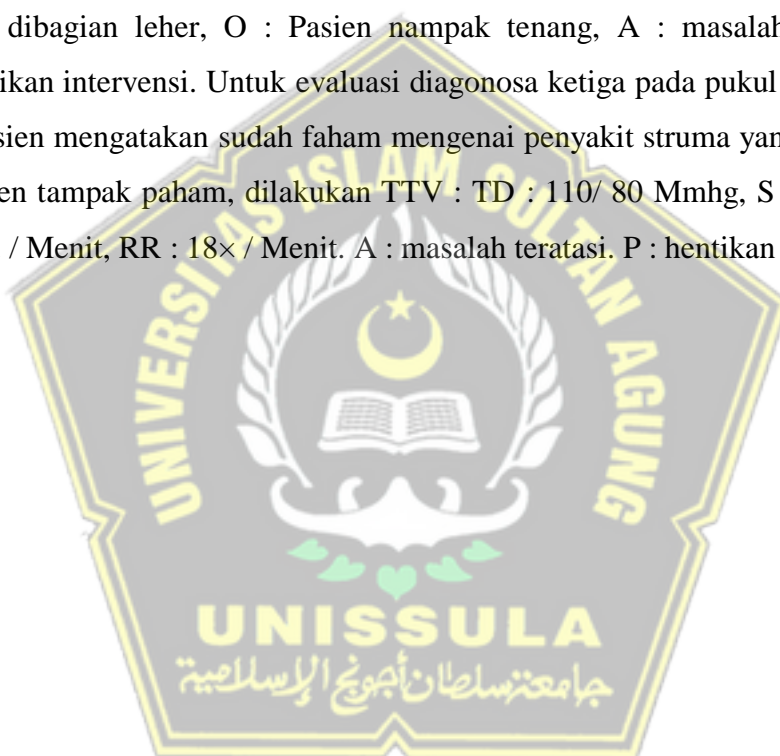 dibagian leher, O : Pasien nampak tenang, A : masalah
ikan intervensi. Untuk evaluasi diagonosa ketiga pada pukul
sien mengatakan sudah faham mengenai penyakit struma yan
en tampak paham, dilakukan TTV : TD : 110/ 80 Mmhg, S
/ Menit, RR : 18× / Menit. A : masalah teratasi. P : hentikan
UNIVERSITAS ISLAM SULTAN AGUNG
UNISSULA
جامعة سلطان أجونج الإسلامية